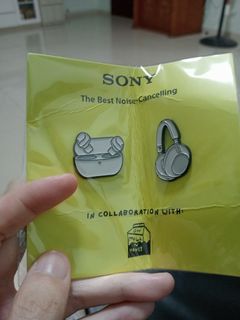 SONY
The Best Noise-Cancelling
IN COLLABORATION WITH: